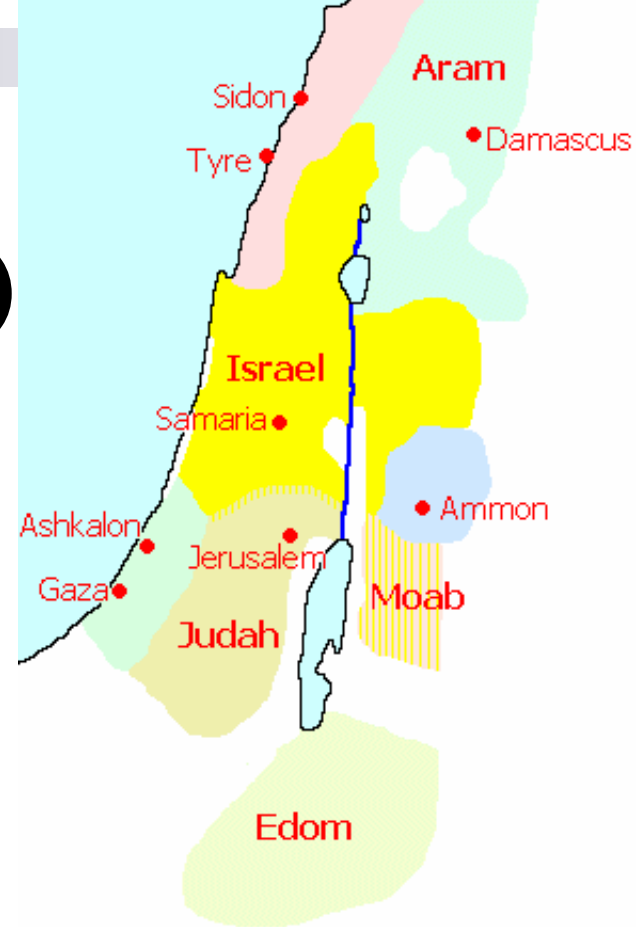 Aram
Sidon
Damascus
Tyre
Israel
Samaria
Ammon
Ashkalon
Jerusalem
Gaza
Moab
Judah
Edom